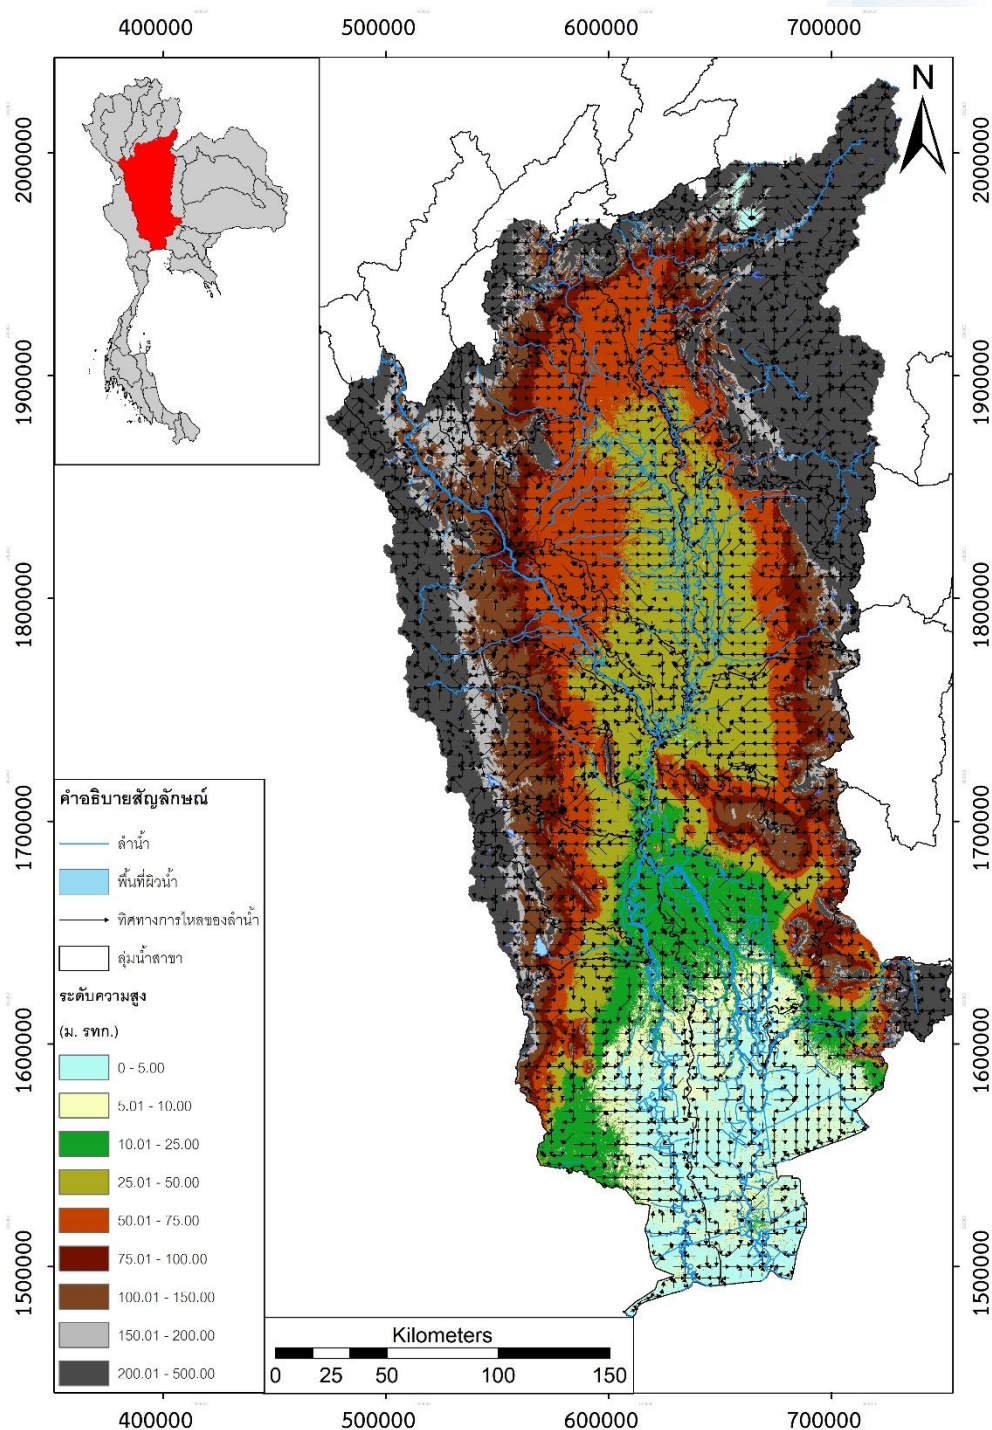 400000 500000 600000 700000
N
2000000 2000000
1900000 1900000
1800000 1800000
1700000 1700000
1600000 1600000
1500000 1500000
คำอธิบายสัญลักษณ์
ลำน้ำ
พื้นที่ผิวน้ำ
ทิศทางการไหลของลำน้ำ
ลุ่มน้ำสาขา
ระดับความสูง
(ม. รทก.)
0 - 5.00
5.01 - 10.00
10.01 - 25.00
25.01 - 50.00
50.01 - 75.00
75.01 - 100.00
100.01 - 150.00
150.01 - 200.00
200.01 - 500.00
Kilometers
0 25 50 100 150
400000 500000 600000 700000